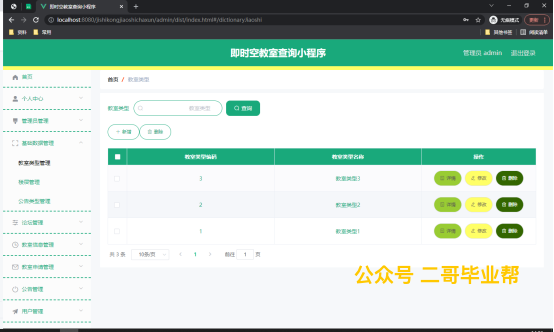 即时空教室查询小程序
localhost:8080/jishikongjiaoshichaxun/admin/dist/index.html#/dictionaryJiaoshi
无痕模式
更新
资料
常用
其他书签
阅读清单
即时空教室查询小程序
管理员 admin 退出登录
首页
个人中心
管理员管理
基础数据管理
教室类型管理
楼层管理
公告类型管理
论坛管理
教室信息管理
教室申请管理
公告管理
用户管理
首页 / 教室类型
教室类型 教室类型 查询
+ 新增 删除
教室类型编码 教室类型名称 操作
3 教室类型3 详情 修改 删除
2 教室类型2 详情 修改 删除
1 教室类型1 详情 修改 删除
共 3 条 10条/页 < 1 > 前往 1 页
公众号 二哥毕业帮